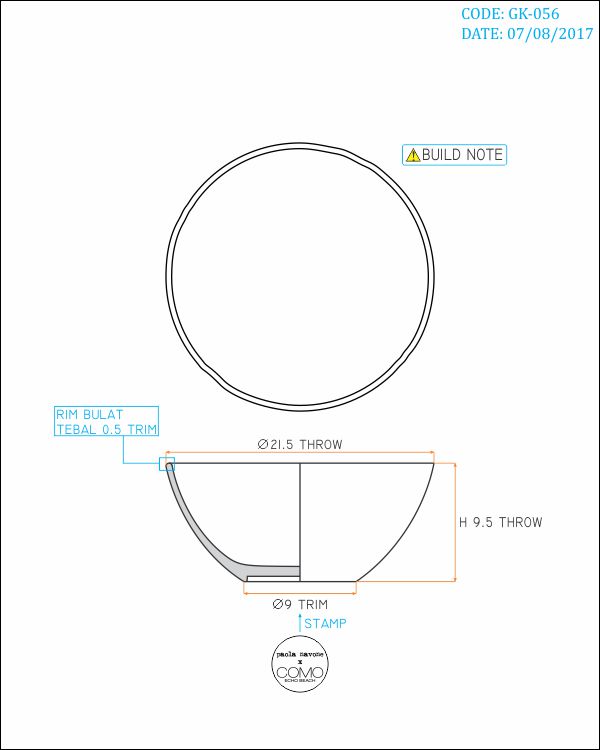 CODE: GK-056
DATE: 07/08/2017
BUILD NOTE
RIM BULAT
TEBAL 0.5 TRIM
Ø21.5 THROW
H 9.5 THROW
Ø9 TRIM
STAMP
paola navone
x
COMO
ECHO BEACH